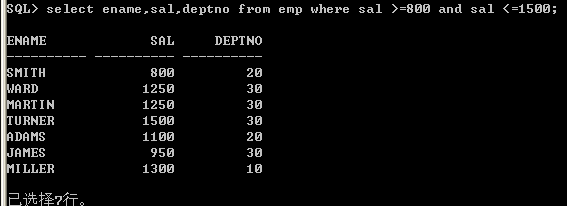 SQL> select ename,sal,deptno from emp where sal >=800 and sal <=1500;
ENAME SAL DEPTNO
---------- ---------- ----------
SMITH 800 20
WARD 1250 30
MARTIN 1250 30
TURNER 1500 30
ADAMS 1100 20
JAMES 950 30
MILLER 1300 10
已选择7行。